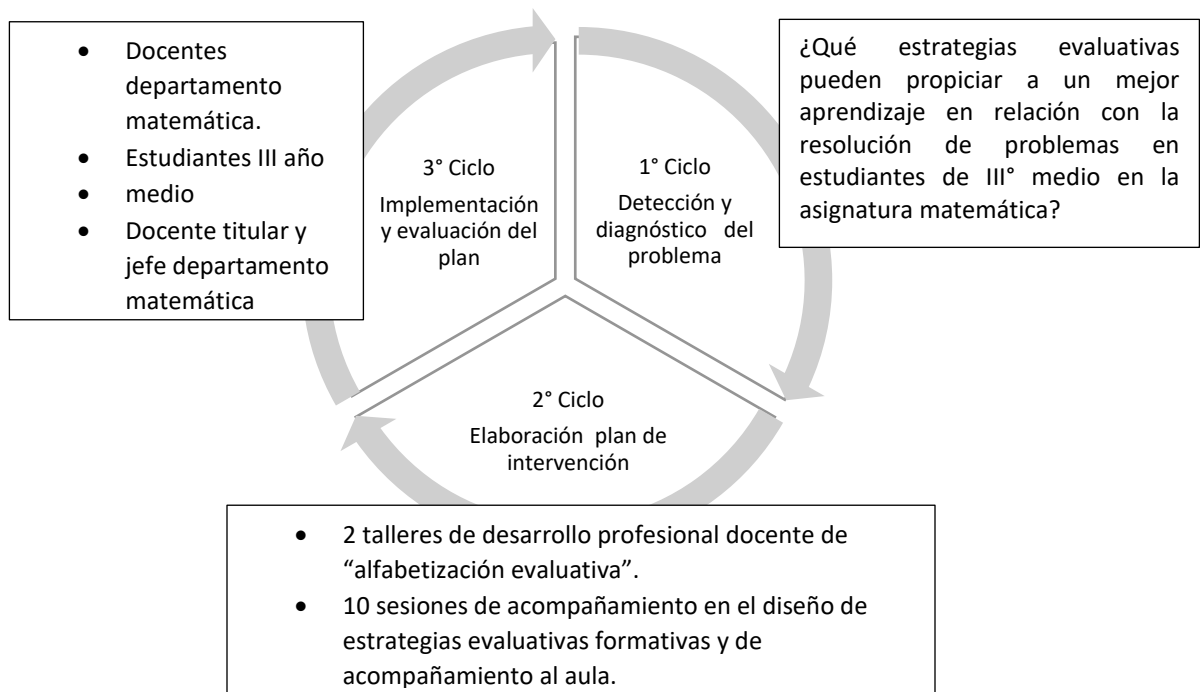 • Docentes
departamento
matemática.
• Estudiantes III año
• medio
• Docente titular y
jefe departamento
matemática
3° Ciclo
Implementación
y evaluación del
plan
1° Ciclo
Detección y
diagnóstico del
problema
¿Qué estrategias evaluativas
pueden propiciar a un mejor
aprendizaje en relación con la
resolución de problemas en
estudiantes de III° medio en la
asignatura matemática?
2° Ciclo
Elaboración plan de
intervención
• 2 talleres de desarrollo profesional docente de
“alfabetización evaluativa”.
• 10 sesiones de acompañamiento en el diseño de
estrategias evaluativas formativas y de
acompañamiento al aula.